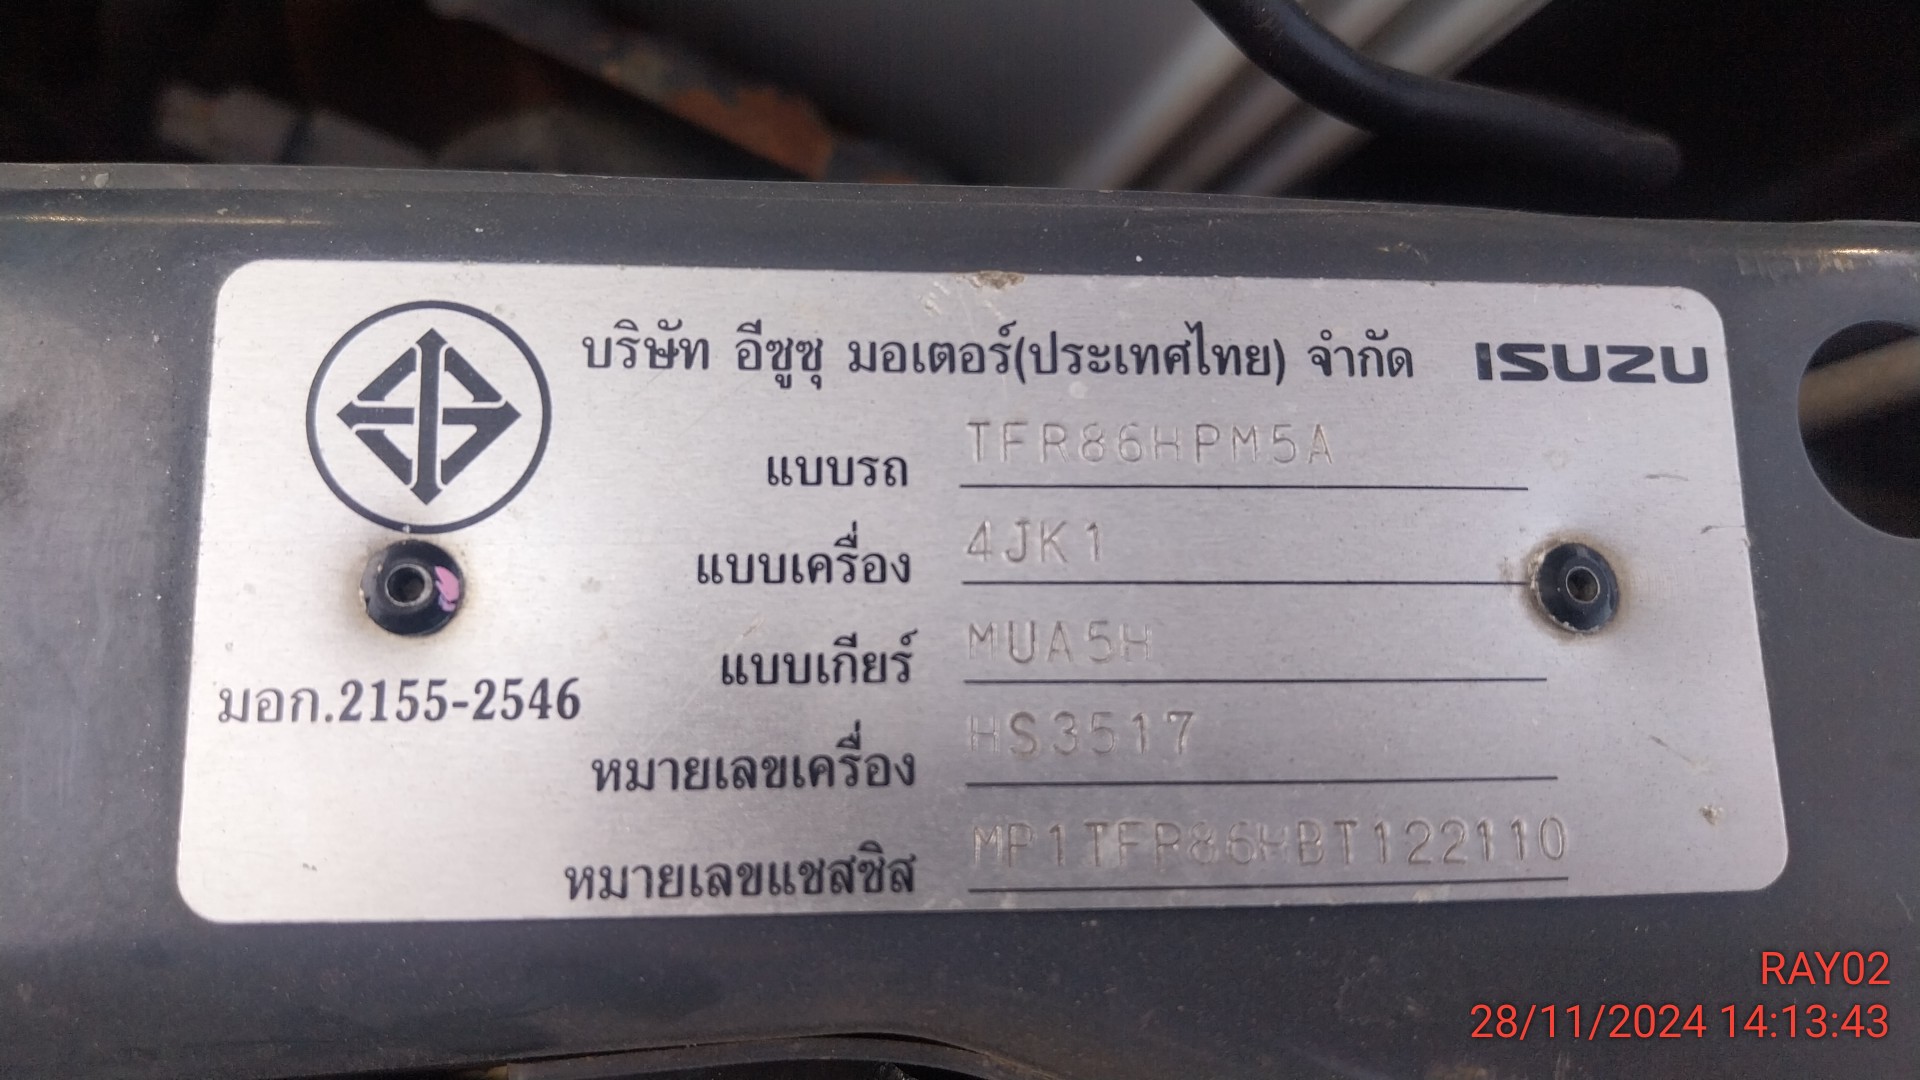 บริษัท อีซูซุ มอเตอร์(ประเทศไทย) จำกัด ISUZU
แบบรถ TFR86HPM5A
แบบเครื่อง 4JK1
แบบเกียร์ MUA5H
มอก.2155-2546
หมายเลขเครื่อง HS3517
หมายเลขแชสซิส MP1TFR86HBT122110
RAY02
28/11/2024 14:13:43